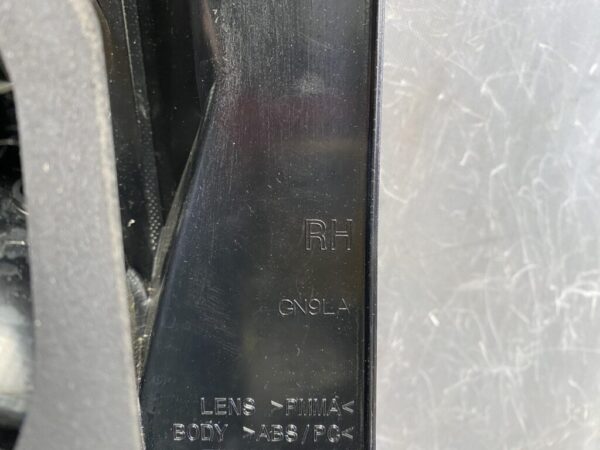 RH
GN9LA
LENS >PMMA<
BODY >ABS/PC<